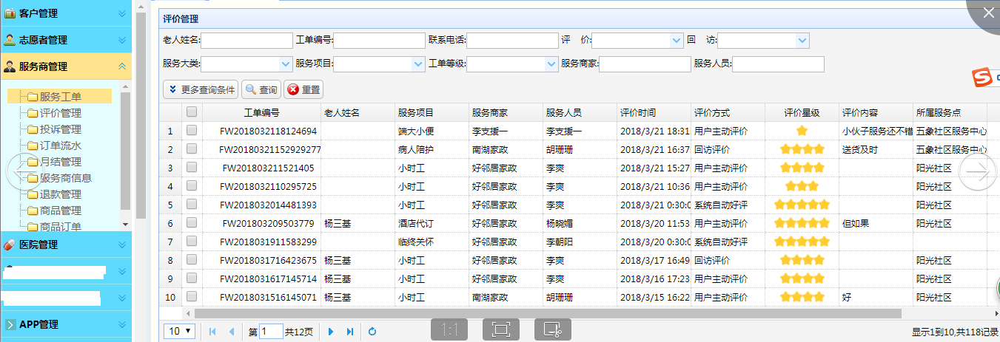 客户管理
志愿者管理
服务商管理
服务工单
评价管理
投诉管理
订单流水
月结管理
服务商信息
退款管理
商品管理
商品订单
医院管理
APP管理
评价管理
老人姓名: 工单编号: 联系电话: 评 价: 回 访:
服务大类: 服务项目: 工单等级: 服务商家: 服务人员:
更多查询条件 查询 重置
工单编号 老人姓名 服务项目 服务商家 服务人员 评价时间 评价方式 评价星级 评价内容 所属服务点
1 FW2018032118124694 端大小便 李支援一 李支援一 2018/3/21 18:31 用户主动评价 小伙子服务还不错 五象社区服务中心
2 FW20180321152929277 病人陪护 南湖家政 胡珊珊 2018/3/21 16:37 回访评价 送货及时 五象社区服务中心
3 FW201803211521405 小时工 好邻居家政 李爽 2018/3/21 15:27 用户主动评价 阳光社区
4 FW2018032110295725 小时工 好邻居家政 李爽 2018/3/21 10:36 用户主动评价 阳光社区
5 FW2018032014481393 小时工 好邻居家政 李爽 2018/3/21 0:30:0 系统自动好评 阳光社区
6 FW201803209503779 杨三基 酒店代订 好邻居家政 杨晓媚 2018/3/20 11:53 用户主动评价 但如果 阳光社区
7 FW2018031911583299 临终关怀 好邻居家政 李朝阳 2018/3/20 0:30:0 系统自动好评
8 FW2018031716423675 杨三基 小时工 好邻居家政 李爽 2018/3/17 16:49 回访评价 阳光社区
9 FW2018031617145714 杨三基 小时工 好邻居家政 李爽 2018/3/16 17:23 用户主动评价 阳光社区
10 FW2018031516145071 杨三基 小时工 南湖家政 胡珊珊 2018/3/15 16:22 用户主动评价 好 阳光社区
10 第 1 共12页 1:1 显示1到10,共118记录